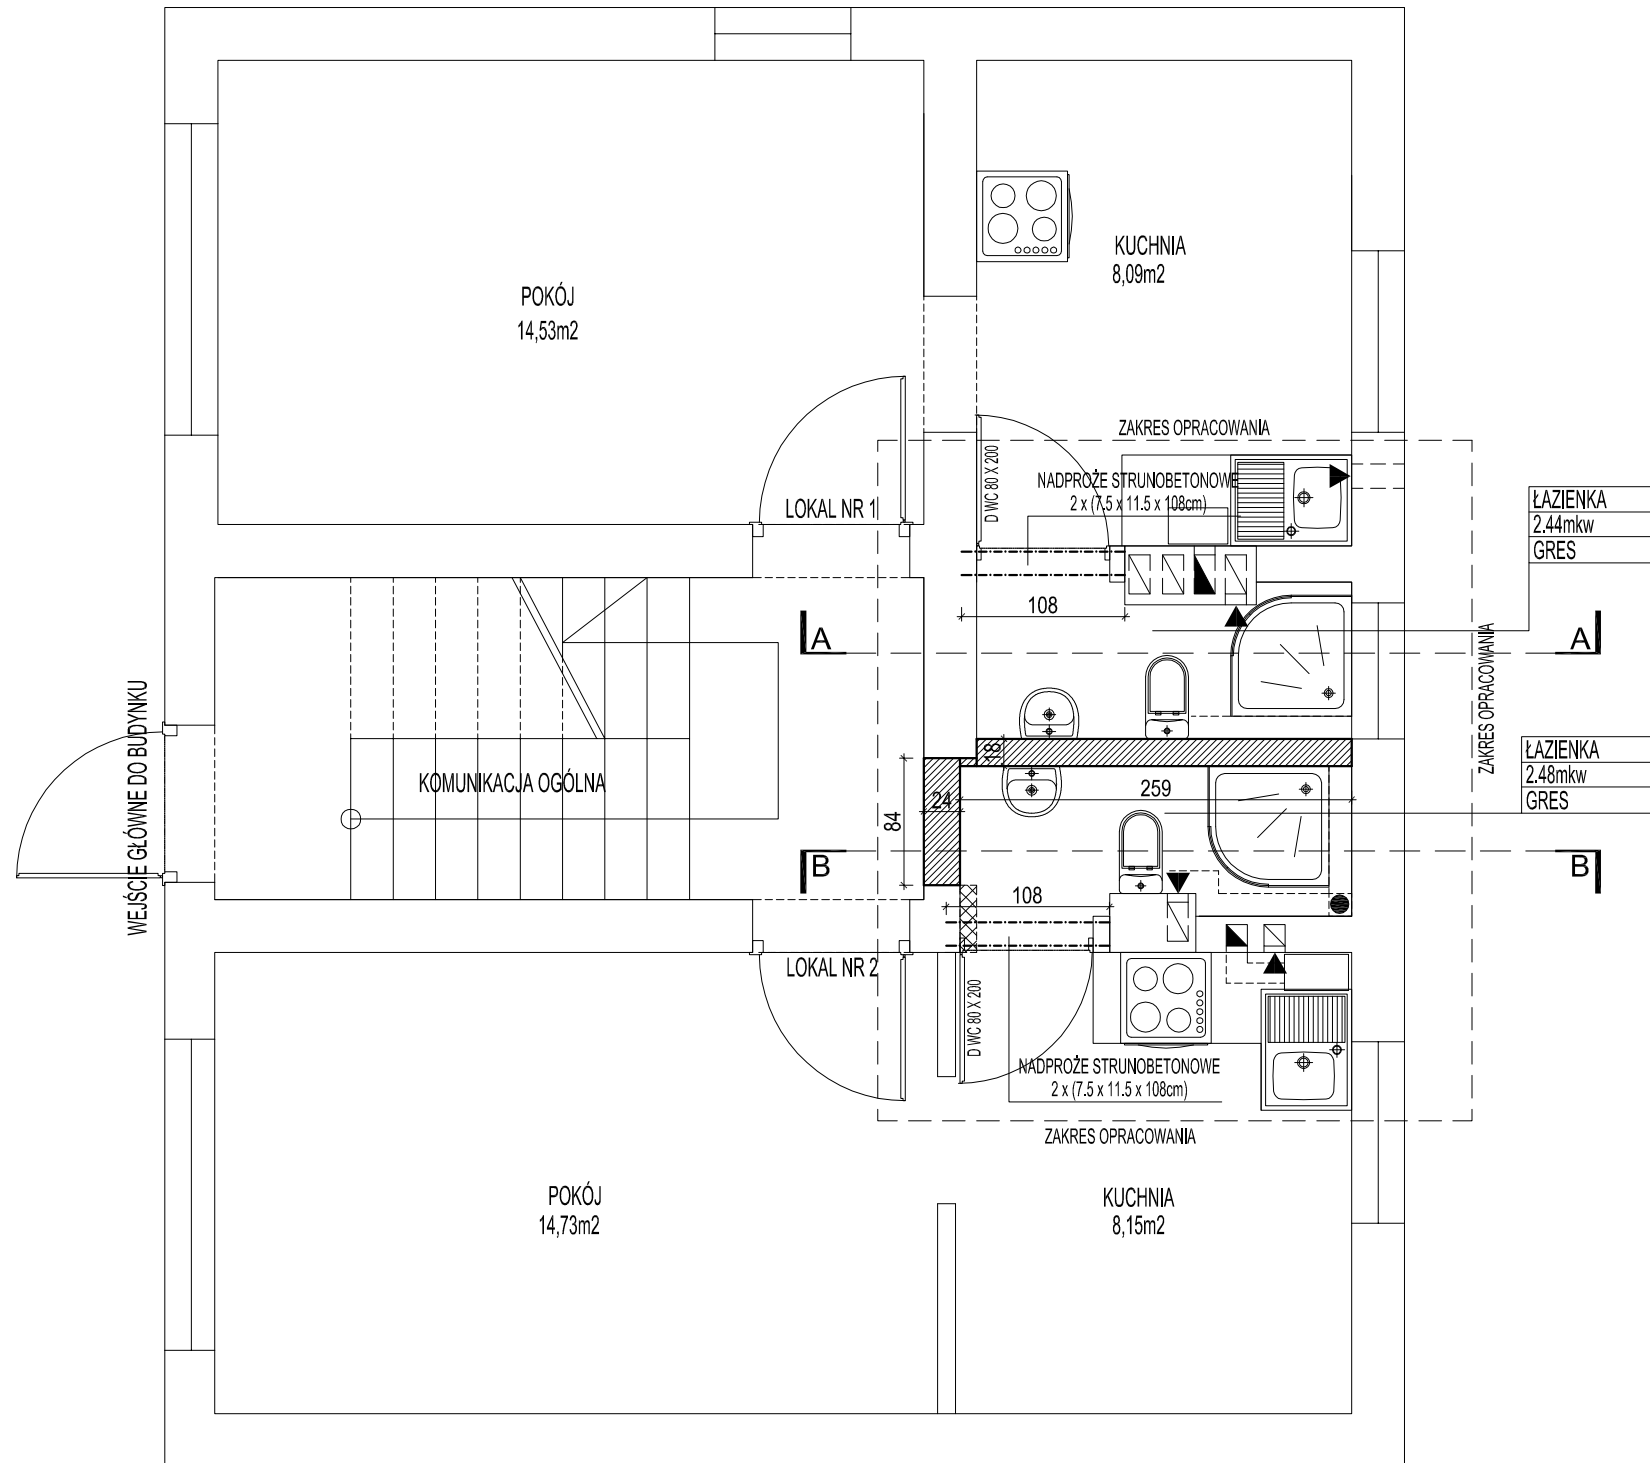 KUCHNIA
8,09m2
POKÓJ
14,53m2
ZAKRES OPRACOWANIA
D WC 80 X 200
NADPROŻE STRUNOBETONOWE
2 x (7.5 x 11.5 x 108cm)
LOKAL NR 1
ŁAZIENKA
2.44mkw
GRES
108
A
A
ZAKRES OPRACOWANIA
WEJŚCIE GŁÓWNE DO BUDYNKU
KOMUNIKACJA OGÓLNA
18
ŁAZIENKA
2.48mkw
GRES
259
24
84
B
B
108
LOKAL NR 2
D WC 80 X 200
NADPROŻE STRUNOBETONOWE
2 x (7.5 x 11.5 x 108cm)
ZAKRES OPRACOWANIA
POKÓJ
14,73m2
KUCHNIA
8,15m2